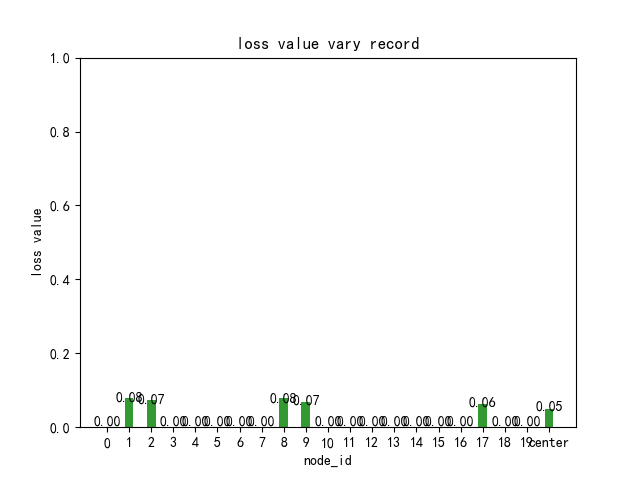 loss value vary record
1.0
0.8
0.6
0.4
0.2
0.0
loss value
0.00 0.08 0.07 0.00 0.00 0.00 0.00 0.00 0.08 0.07 0.00 0.00 0.00 0.00 0.00 0.00 0.00 0.06 0.00 0.00 0.05
0 1 2 3 4 5 6 7 8 9 10 11 12 13 14 15 16 17 18 19 center
node_id